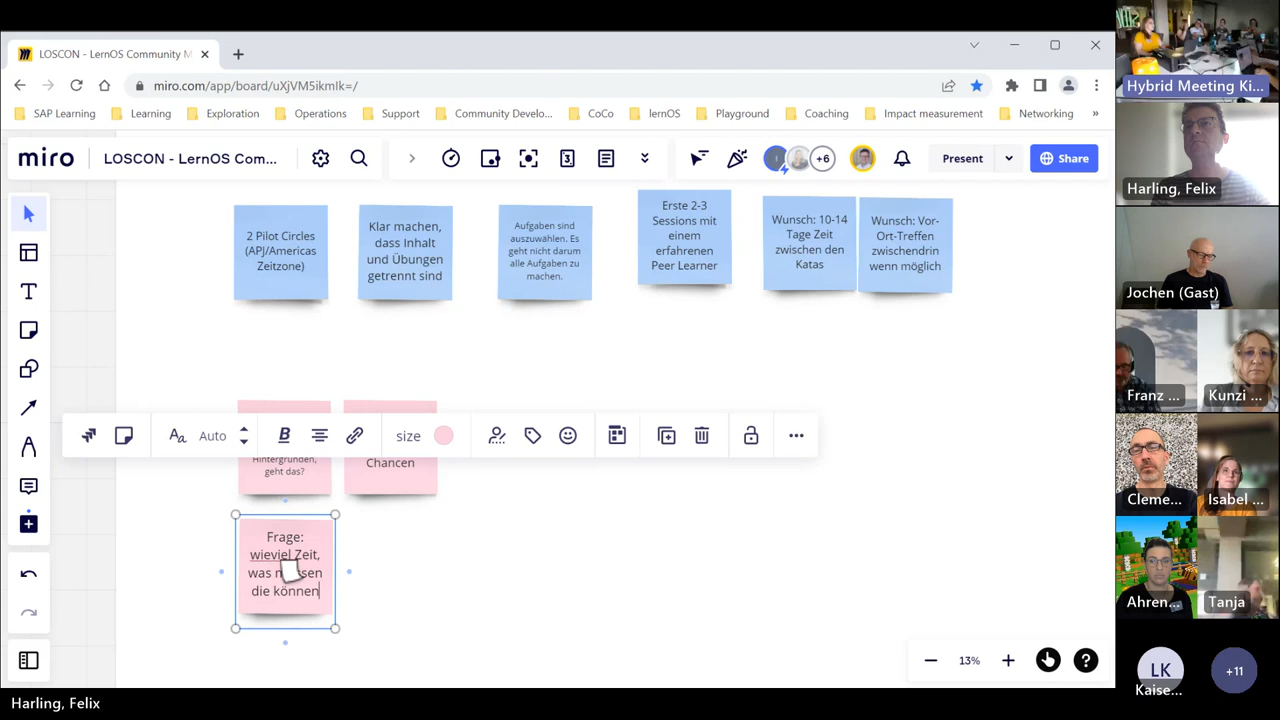 LOSCON - LernOS Community M
miro.com/app/board/uXjVM5ikmIk=/
SAP Learning
Learning
Exploration
Operations
Support
Community Develo...
CoCo
lernOS
Playground
Coaching
Impact measurement
Networking
»
miro
LOSCON - LernOS Com...
3
+6
Present
Share
2 Pilot Circles
(APJ/Americas
Zeitzone)
Klar machen,
dass Inhalt
und Übungen
getrennt sind
Aufgaben sind
auszuwählen. Es
geht nicht darum
alle Aufgaben zu
machen.
Erste 2-3
Sessions mit
einem
erfahrenen
Peer Learner
Wunsch: 10-14
Tage Zeit
zwischen den
Katas
Wunsch: Vor-
Ort-Treffen
zwischendrin
wenn möglich
Aa
Auto
B
size
Hintergründen,
geht das?
Chancen
Frage:
wieviel Zeit,
was
die können
13%
Harling, Felix
Hybrid Meeting Ki...
Harling, Felix
Jochen (Gast)
Franz ...
Kunzi ...
Cleme...
Isabel ...
Ahren...
Tanja
LK
Kaise...
+11